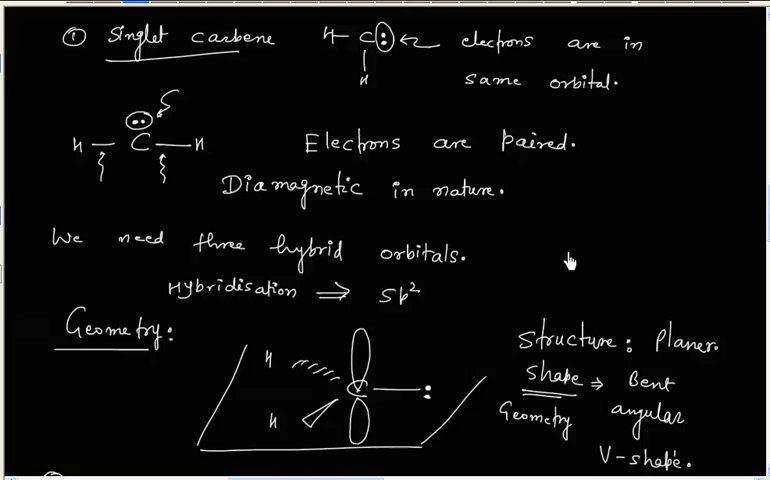 ① Singlet carbene
H – C : ← electrons are in
H
same orbital.
••
H – C – H
Electrons are paired.
Diamagnetic in nature.
We need three hybrid orbitals.
Hybridisation ⇒ sp²
Geometry:
H
C :
H
Structure: Planer.
Shape ⇒ Bent
Geometry angular
V-shape.